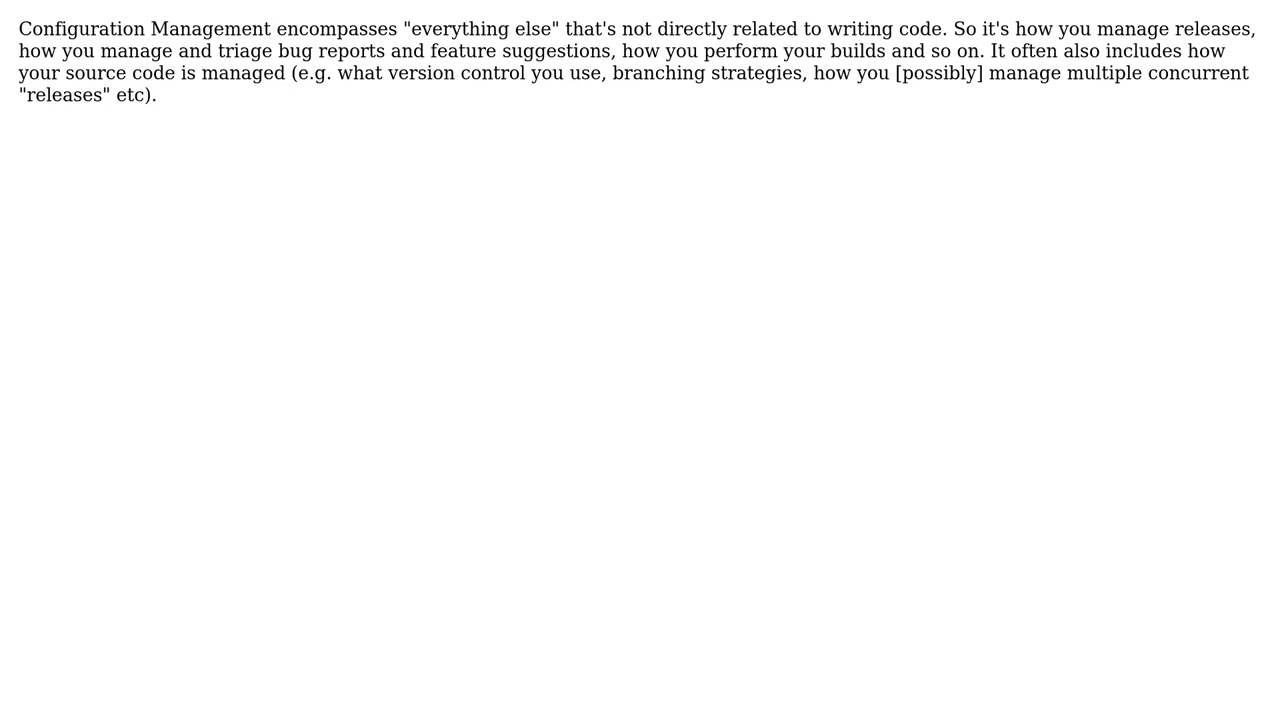 Configuration Management encompasses "everything else" that's not directly related to writing code. So it's how you manage releases,
how you manage and triage bug reports and feature suggestions, how you perform your builds and so on. It often also includes how
your source code is managed (e.g. what version control you use, branching strategies, how you [possibly] manage multiple concurrent
"releases" etc).